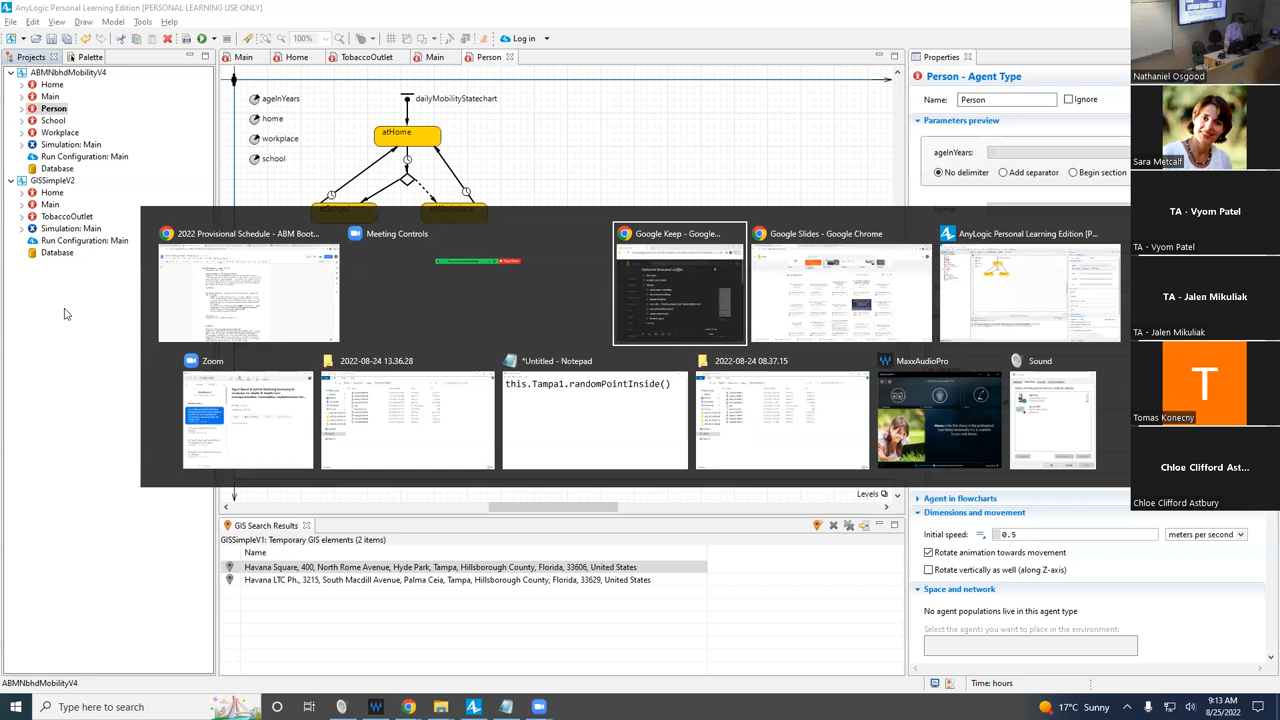 AnyLogic Personal Learning Edition [PERSONAL LEARNING USE ONLY]
File Edit View Draw Model Tools Help
100% Log in
Projects Palette
Main Home TobaccoOutlet Main Person
Properties
ABMNbhdMobilityV4
Home
Main
Person
School
Workplace
Simulation: Main
Run Configuration: Main
Database
GISSimpleV2
Home
Main
TobaccoOutlet
Simulation: Main
Run Configuration: Main
Database
ageInYears
home
workplace
school
dailyMobilityStatechart
atHome
Person - Agent Type
Name: Person Ignore
Parameters preview
ageInYears:
No delimiter Add separator Begin section
2022 Provisional Schedule - ABM Boot...
Meeting Controls
Google Keep - Google...
Google Slides - Google Chrome
AnyLogic Personal Learning Edition [P...
Zoom
2022-08-24 13.36.28
*Untitled - Notepad
this.Tampa1.randomPointInside()
2022-08-24 08.37.15
MaxxAudioPro
Sound
Levels
GIS Search Results
GISSimpleV1: Temporary GIS elements (2 items)
Name
Havana Square, 400, North Rome Avenue, Hyde Park, Tampa, Hillsborough County, Florida, 33606, United States
Havana LTC Ph., 3215, South Macdill Avenue, Palma Ceia, Tampa, Hillsborough County, Florida, 33629, United States
Agent in flowcharts
Dimensions and movement
Initial speed: 0.5 meters per second
Rotate animation towards movement
Rotate vertically as well (along Z-axis)
Space and network
No agent populations live in this agent type
Select the agents you want to place in the environment:
ABMNbhdMobilityV4
Time: hours
Nathaniel Osgood
Sara Metcalf
TA - Vyom Patel
TA - Vyom Patel
TA - Jalen Mikuliak
TA - Jalen Mikuliak
T
Tomas Konecny
Chloe Clifford Ast...
Chloe Clifford Astbury
Type here to search
17°C Sunny
9:13 AM
8/25/2022